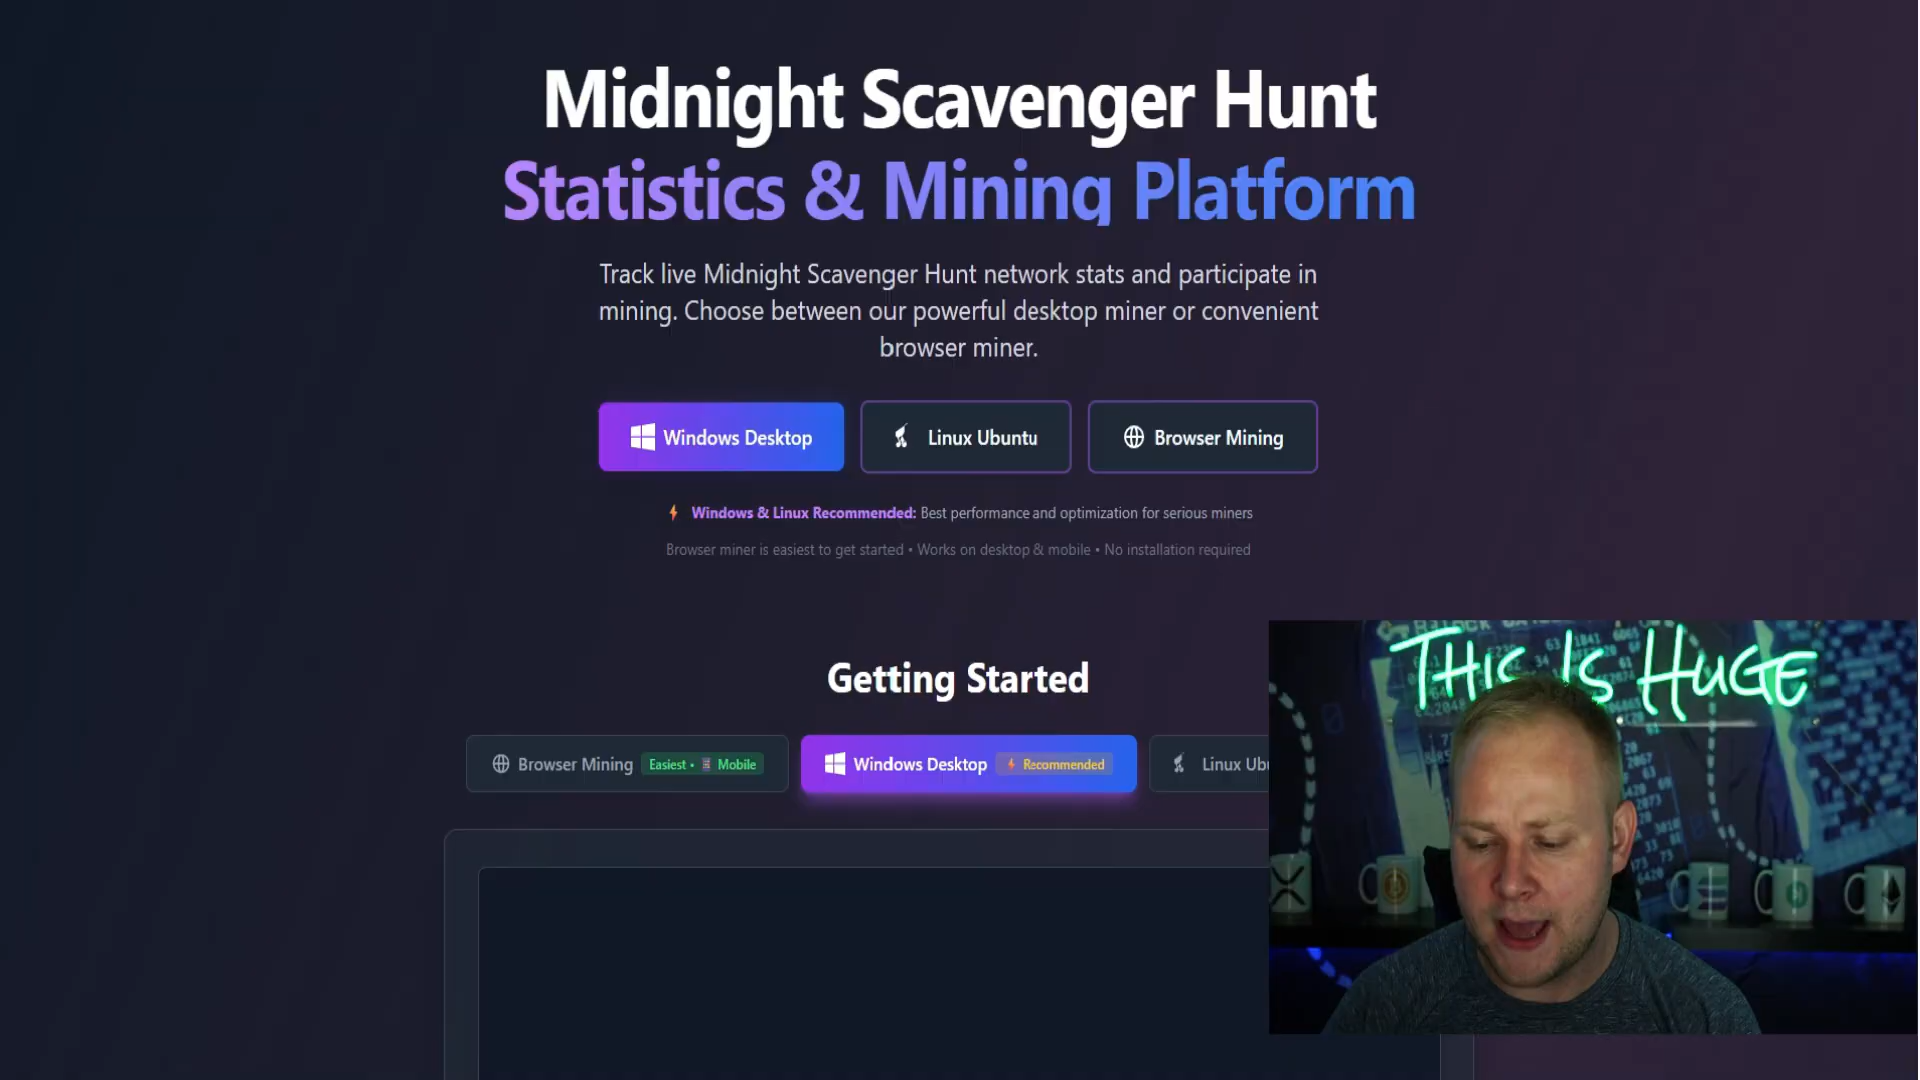 Midnight Scavenger Hunt
Statistics & Mining Platform
Track live Midnight Scavenger Hunt network stats and participate in
mining. Choose between our powerful desktop miner or convenient
browser miner.
Windows Desktop
Linux Ubuntu
Browser Mining
Windows & Linux Recommended: Best performance and optimization for serious miners
Browser miner is easiest to get started • Works on desktop & mobile • No installation required
Getting Started
Browser Mining Easiest • Mobile
Windows Desktop Recommended
Linux Ubu
THIS IS HUGE